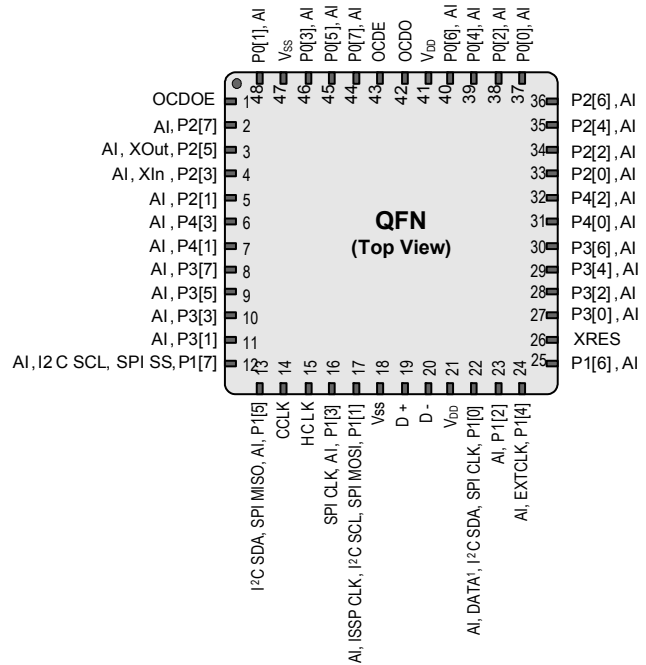 P0[1], AI
Vss
P0[3], AI
P0[5], AI
P0[7], AI
OCDE
OCDO
VDD
P0[6], AI
P0[4], AI
P0[2], AI
P0[0], AI
48
47
46
45
44
43
42
41
40
39
38
37
OCDOE 1
AI, P2[7] 2
AI, XOut, P2[5] 3
AI, XIn, P2[3] 4
AI, P2[1] 5
AI, P4[3] 6
AI, P4[1] 7
AI, P3[7] 8
AI, P3[5] 9
AI, P3[3] 10
AI, P3[1] 11
AI, I2 C SCL, SPI SS, P1[7] 12
QFN
(Top View)
36 P2[6], AI
35 P2[4], AI
34 P2[2], AI
33 P2[0], AI
32 P4[2], AI
31 P4[0], AI
30 P3[6], AI
29 P3[4], AI
28 P3[2], AI
27 P3[0], AI
26 XRES
25 P1[6], AI
13
14
15
16
17
18
19
20
21
22
23
24
I²C SDA, SPI MISO, AI, P1[5]
CCLK
HCLK
SPI CLK, AI, P1[3]
AI, ISSP CLK, I²C SCL, SPI MOSI, P1[1]
Vss
D +
D -
VDD
AI, DATA¹, I²C SDA, SPI CLK, P1[0]
AI, P1[2]
AI, EXTCLK, P1[4]